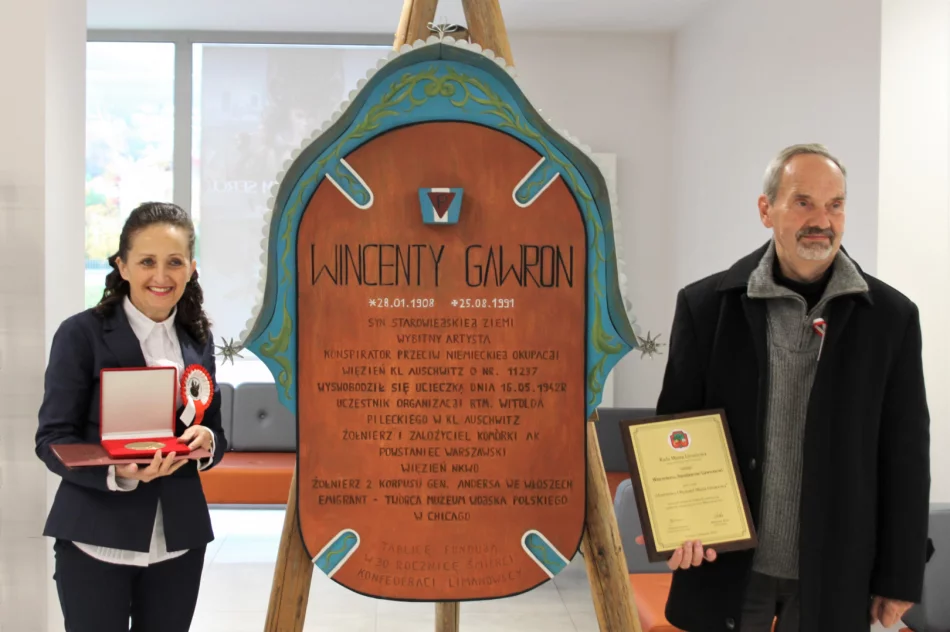 WINCENTY GAWRON
*28.01.1908 *25.08.1991
SYN STAROWIEJSKIEJ ZIEMI
WYBITNY ARTYSTA
KONSPIRATOR PRZECIW NIEMIECKIEJ OKUPACJI
WIĘZIEŃ KL AUSCHWITZ O NR. 11237
WYSWOBODZIŁ SIĘ UCIECZKĄ DNIA 16.05.1942R
UCZESTNIK ORGANIZACJI RTM. WITOLDA
PILECKIEGO W KL AUSCHWITZ
ŻOŁNIERZ I ZAŁOŻYCIEL KOMÓRKI AK
POWSTANIEC WARSZAWSKI
WIEZIEŃ NKWD
ŻOŁNIERZ 2 KORPUSU GEN. ANDERSA WE WŁOSZECH
EMIGRANT - TWÓRCA MUZEUM WOJSKA POLSKIEGO
W CHICAGO
TABLICĘ FUNDUJĄ
W 30 ROCZNICĘ ŚMIERCI
KONFEDERACI LIMANOWSCY